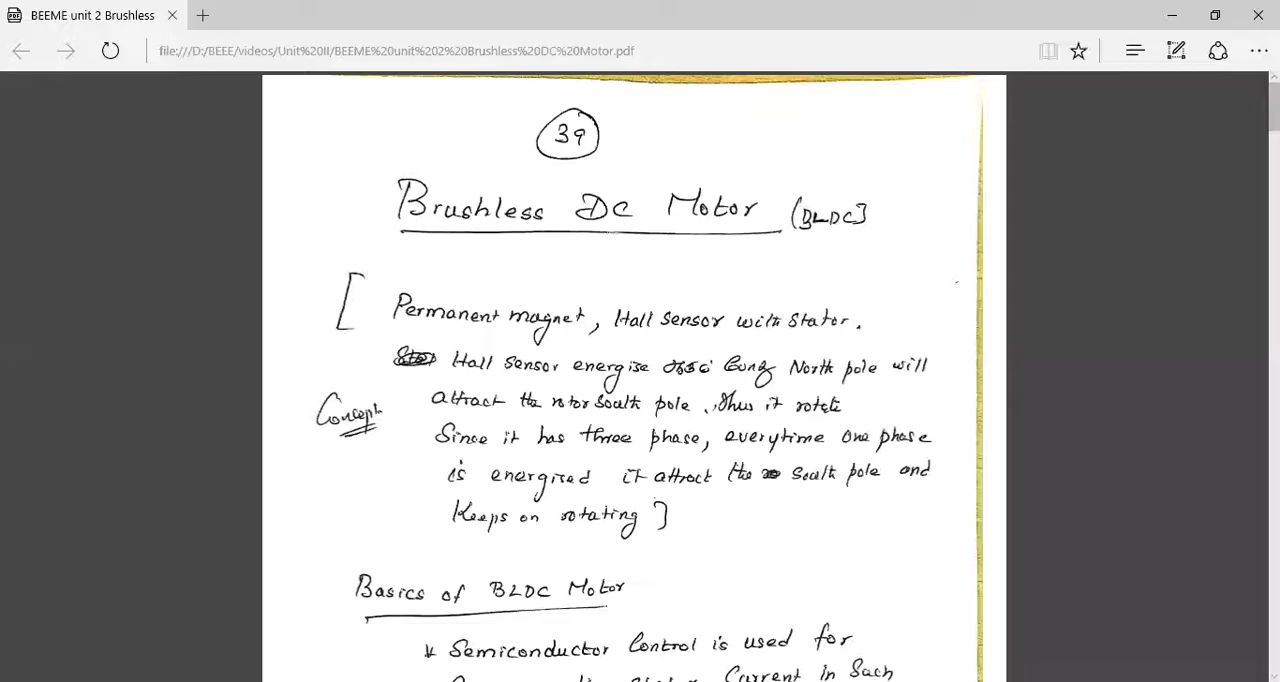 BEEME unit 2 Brushless
file:///D:/BEEE/videos/Unit%20II/BEEME%20unit%202%20Brushless%20DC%20Motor.pdf
39
Brushless DC Motor (BLDC]
[ Permanent magnet, Hall sensor with stator.
Hall sensor energise North pole will
attract the rotor south pole. Thus it rotate
Concept
Since it has three phase, everytime one phase
is energised it attract the south pole and
Keeps on rotating ]
Basics of BLDC Motor
* Semiconductor Control is used for
Current in Such